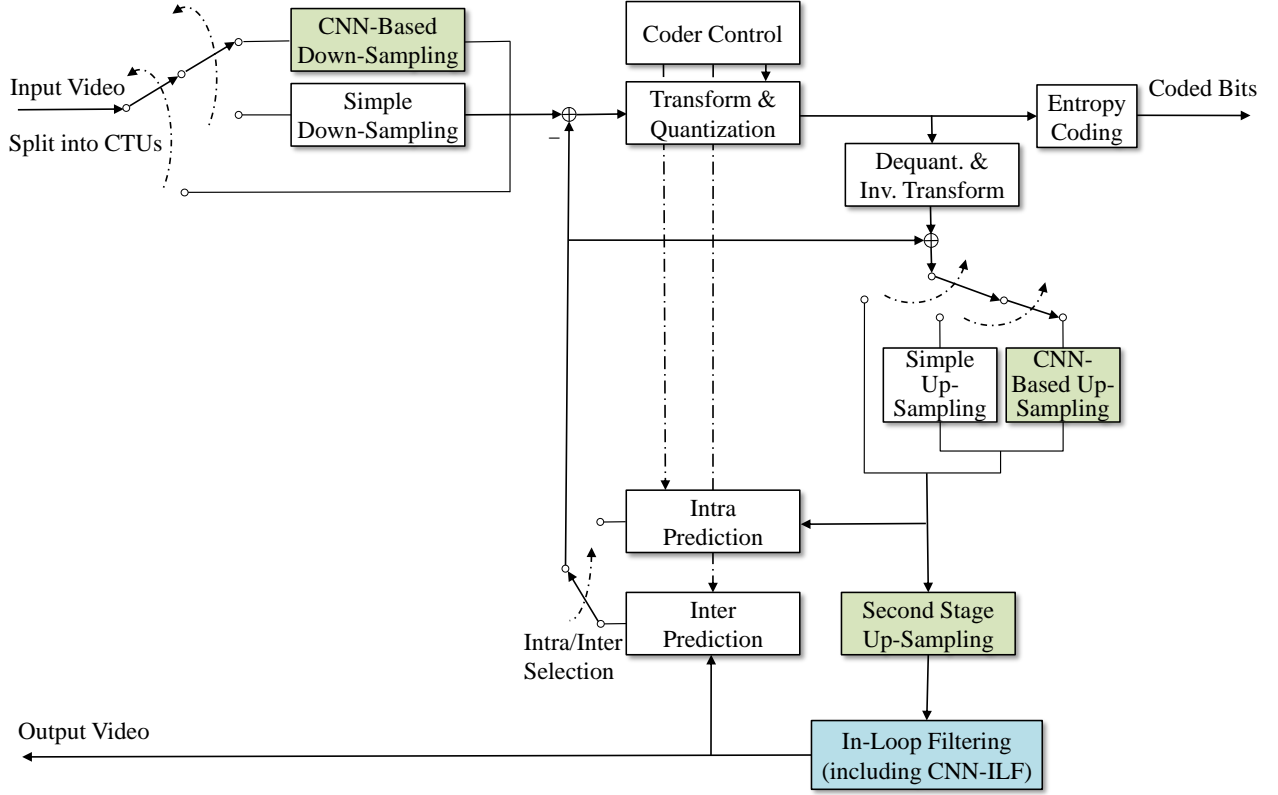 CNN-Based
Down-Sampling
Coder Control
Input Video
Simple
Down-Sampling
Transform &
Quantization
Entropy
Coding
Coded Bits
Split into CTUs
–
Dequant. &
Inv. Transform
Simple
Up-
Sampling
CNN-
Based Up-
Sampling
Intra
Prediction
Inter
Prediction
Intra/Inter
Selection
Second Stage
Up-Sampling
Output Video
In-Loop Filtering
(including CNN-ILF)